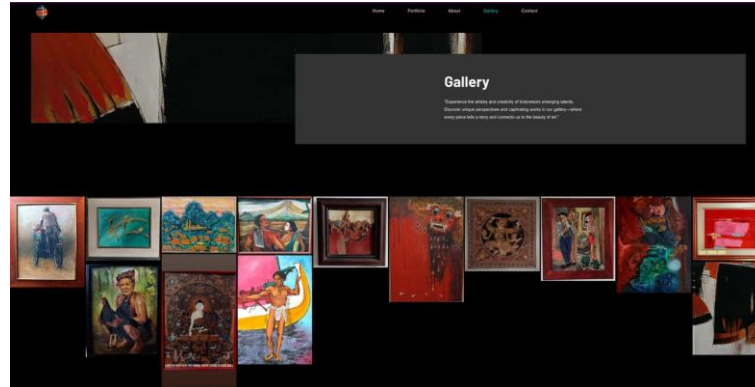 Home
Portfolio
About
Gallery
Contact
Gallery
"Experience the artistry and creativity of Indonesia's emerging talents.
Discover unique perspectives and captivating works in our gallery—where
every piece tells a story and connects us to the beauty of art."